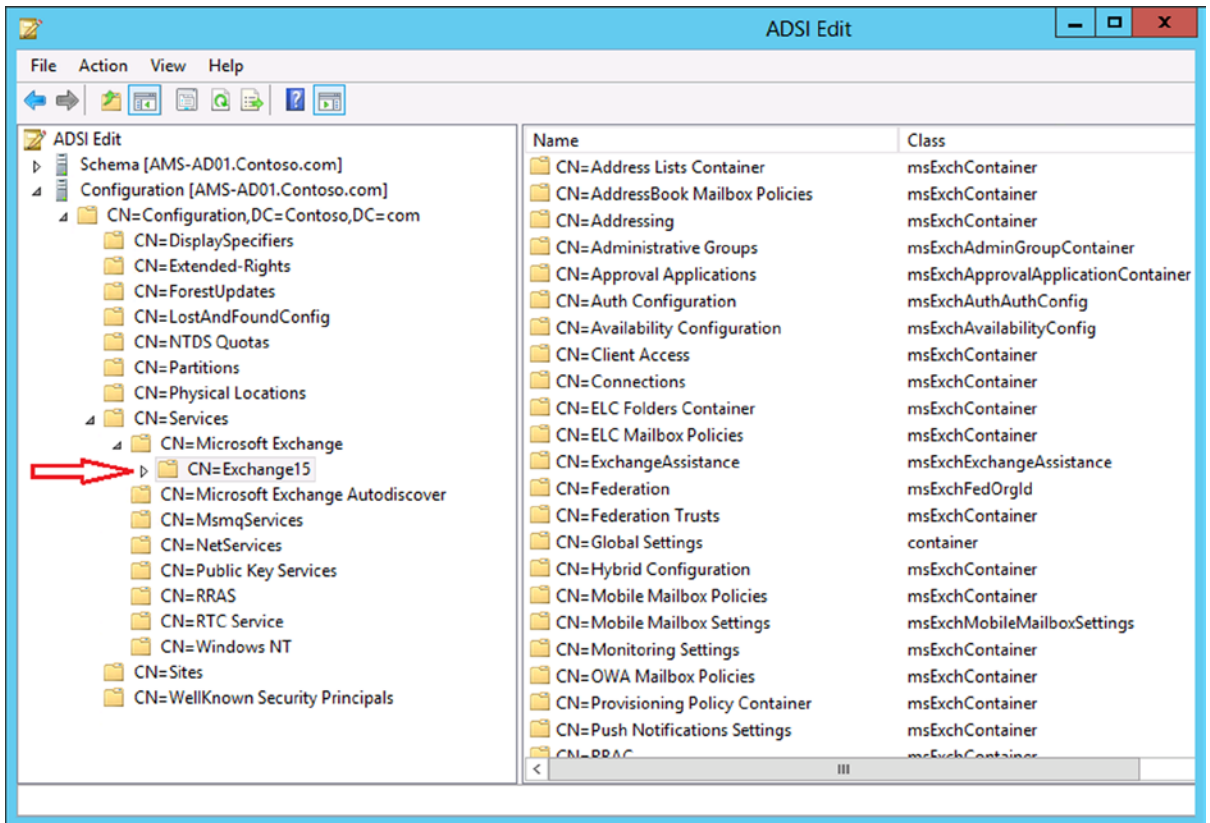 ADSI Edit
File Action View Help
ADSI Edit
Schema [AMS-AD01.Contoso.com]
Configuration [AMS-AD01.Contoso.com]
CN=Configuration,DC=Contoso,DC=com
CN=DisplaySpecifiers
CN=Extended-Rights
CN=ForestUpdates
CN=LostAndFoundConfig
CN=NTDS Quotas
CN=Partitions
CN=Physical Locations
CN=Services
CN=Microsoft Exchange
CN=Exchange15
CN=Microsoft Exchange Autodiscover
CN=MsmqServices
CN=NetServices
CN=Public Key Services
CN=RRAS
CN=RTC Service
CN=Windows NT
CN=Sites
CN=WellKnown Security Principals
Name Class
CN=Address Lists Container msExchContainer
CN=AddressBook Mailbox Policies msExchContainer
CN=Addressing msExchContainer
CN=Administrative Groups msExchAdminGroupContainer
CN=Approval Applications msExchApprovalApplicationContainer
CN=Auth Configuration msExchAuthAuthConfig
CN=Availability Configuration msExchAvailabilityConfig
CN=Client Access msExchContainer
CN=Connections msExchContainer
CN=ELC Folders Container msExchContainer
CN=ELC Mailbox Policies msExchContainer
CN=ExchangeAssistance msExchExchangeAssistance
CN=Federation msExchFedOrgId
CN=Federation Trusts msExchContainer
CN=Global Settings container
CN=Hybrid Configuration msExchContainer
CN=Mobile Mailbox Policies msExchContainer
CN=Mobile Mailbox Settings msExchMobileMailboxSettings
CN=Monitoring Settings msExchContainer
CN=OWA Mailbox Policies msExchContainer
CN=Provisioning Policy Container msExchContainer
CN=Push Notifications Settings msExchContainer
msExchContainer